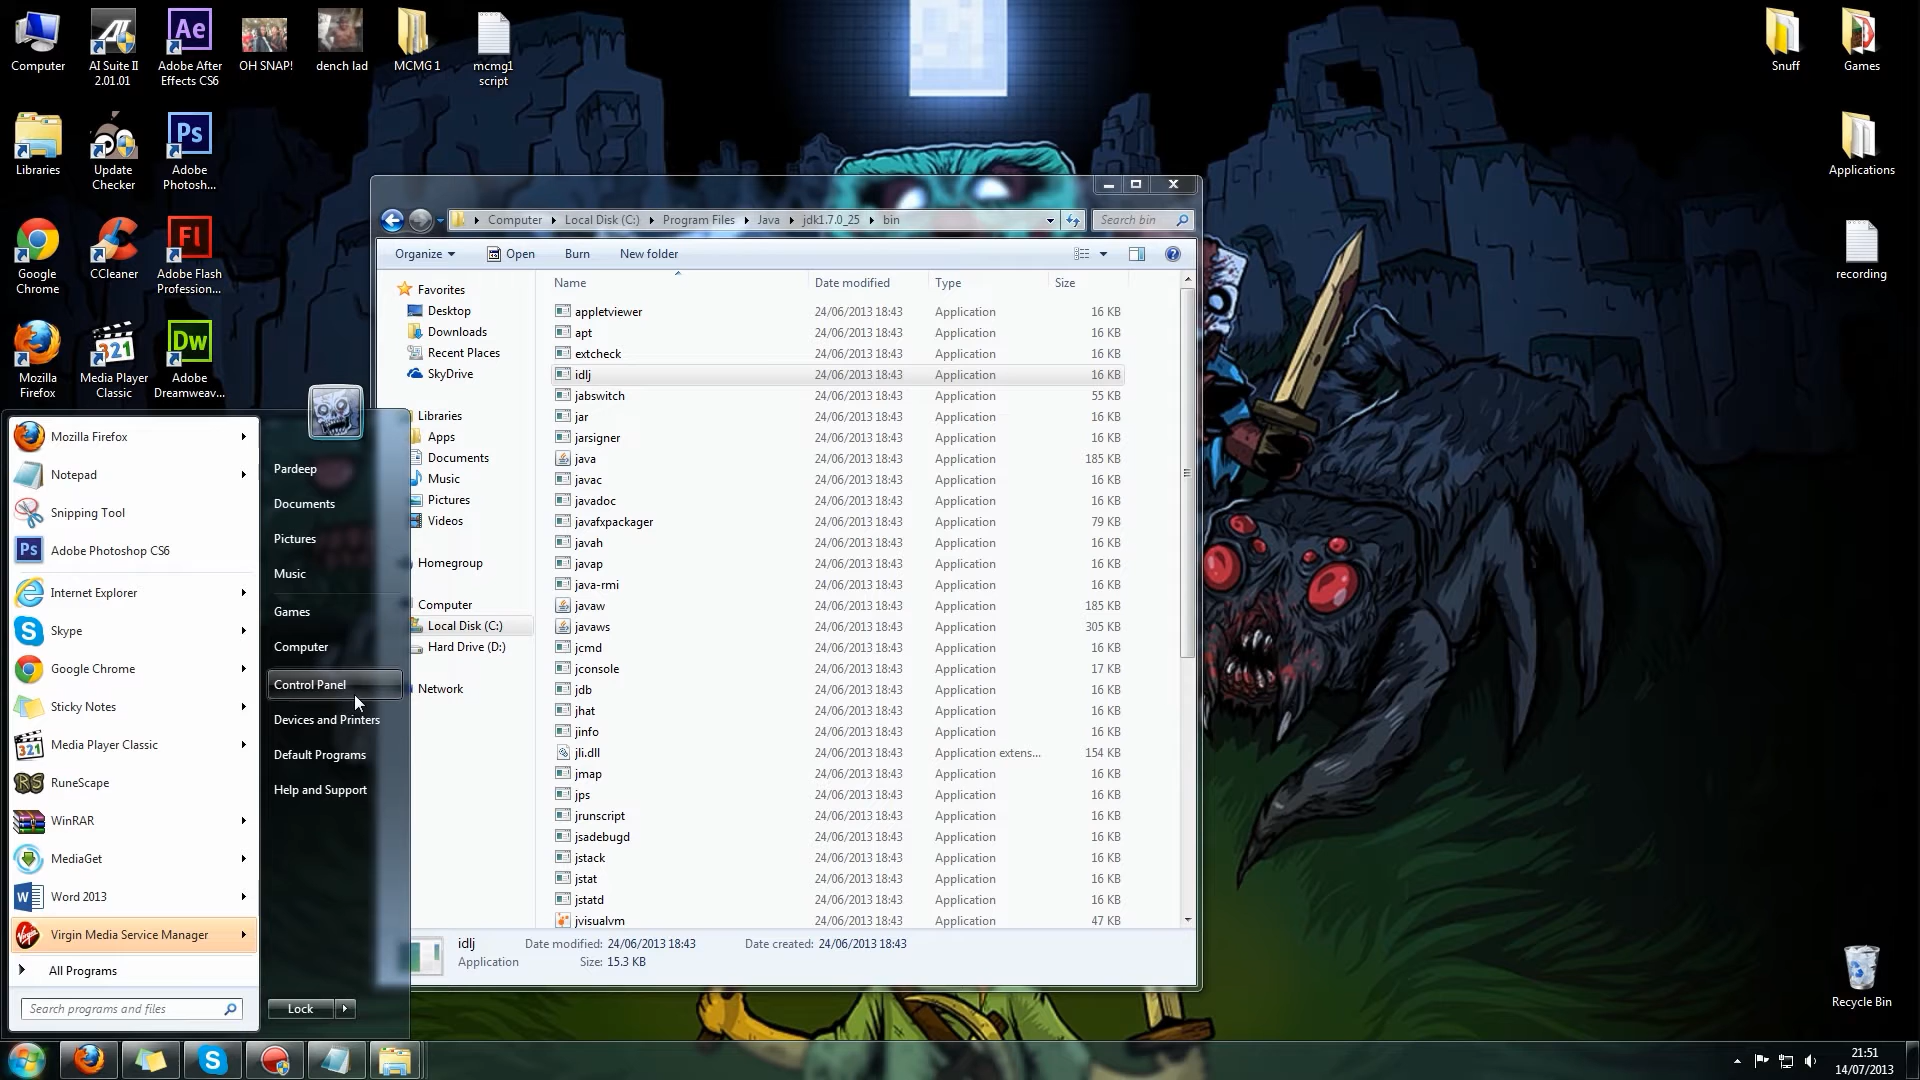 Computer
AI Suite II
2.01.01
Adobe After
Effects CS6
OH SNAP!
dench lad
MCMG 1
mcmg1
script
Snuff
Games
Libraries
Update
Checker
Adobe
Photosh...
Applications
Google
Chrome
CCleaner
Adobe Flash
Profession...
recording
Mozilla
Firefox
Media Player
Classic
Adobe
Dreamweav...
Recycle Bin
Computer Local Disk (C:) Program Files Java jdk1.7.0_25 bin
Search bin
Organize Open Burn New folder
Name Date modified Type Size
Favorites
Desktop
Downloads
Recent Places
SkyDrive
Libraries
Apps
Documents
Music
Pictures
Videos
Homegroup
Computer
Local Disk (C:)
Hard Drive (D:)
Network
appletviewer 24/06/2013 18:43 Application 16 KB
apt 24/06/2013 18:43 Application 16 KB
extcheck 24/06/2013 18:43 Application 16 KB
idlj 24/06/2013 18:43 Application 16 KB
jabswitch 24/06/2013 18:43 Application 55 KB
jar 24/06/2013 18:43 Application 16 KB
jarsigner 24/06/2013 18:43 Application 16 KB
java 24/06/2013 18:43 Application 185 KB
javac 24/06/2013 18:43 Application 16 KB
javadoc 24/06/2013 18:43 Application 16 KB
javafxpackager 24/06/2013 18:43 Application 79 KB
javah 24/06/2013 18:43 Application 16 KB
javap 24/06/2013 18:43 Application 16 KB
java-rmi 24/06/2013 18:43 Application 16 KB
javaw 24/06/2013 18:43 Application 185 KB
javaws 24/06/2013 18:43 Application 305 KB
jcmd 24/06/2013 18:43 Application 16 KB
jconsole 24/06/2013 18:43 Application 17 KB
jdb 24/06/2013 18:43 Application 16 KB
jhat 24/06/2013 18:43 Application 16 KB
jinfo 24/06/2013 18:43 Application 16 KB
jli.dll 24/06/2013 18:43 Application extens... 154 KB
jmap 24/06/2013 18:43 Application 16 KB
jps 24/06/2013 18:43 Application 16 KB
jrunscript 24/06/2013 18:43 Application 16 KB
jsadebugd 24/06/2013 18:43 Application 16 KB
jstack 24/06/2013 18:43 Application 16 KB
jstat 24/06/2013 18:43 Application 16 KB
jstatd 24/06/2013 18:43 Application 16 KB
jvisualvm 24/06/2013 18:43 Application 47 KB
idlj Date modified: 24/06/2013 18:43 Date created: 24/06/2013 18:43
Application Size: 15.3 KB
Mozilla Firefox
Notepad
Snipping Tool
Adobe Photoshop CS6
Internet Explorer
Skype
Google Chrome
Sticky Notes
Media Player Classic
RuneScape
WinRAR
MediaGet
Word 2013
Virgin Media Service Manager
All Programs
Search programs and files
Pardeep
Documents
Pictures
Music
Games
Computer
Control Panel
Devices and Printers
Default Programs
Help and Support
Lock
21:51
14/07/2013